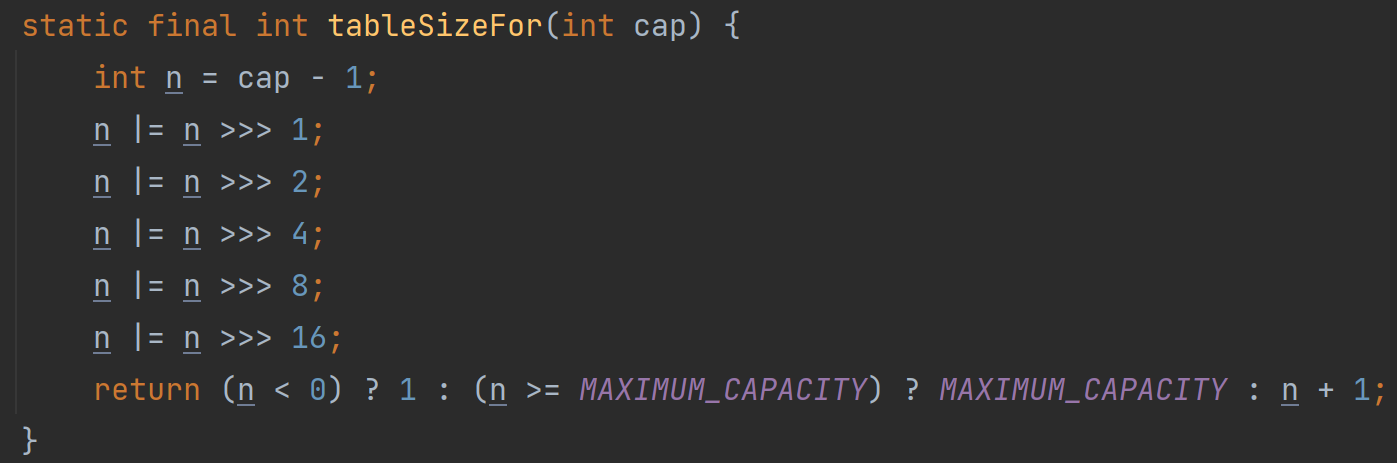 static final int tableSizeFor(int cap) {
    int n = cap - 1;
    n |= n >>> 1;
    n |= n >>> 2;
    n |= n >>> 4;
    n |= n >>> 8;
    n |= n >>> 16;
    return (n < 0) ? 1 : (n >= MAXIMUM_CAPACITY) ? MAXIMUM_CAPACITY : n + 1;
}